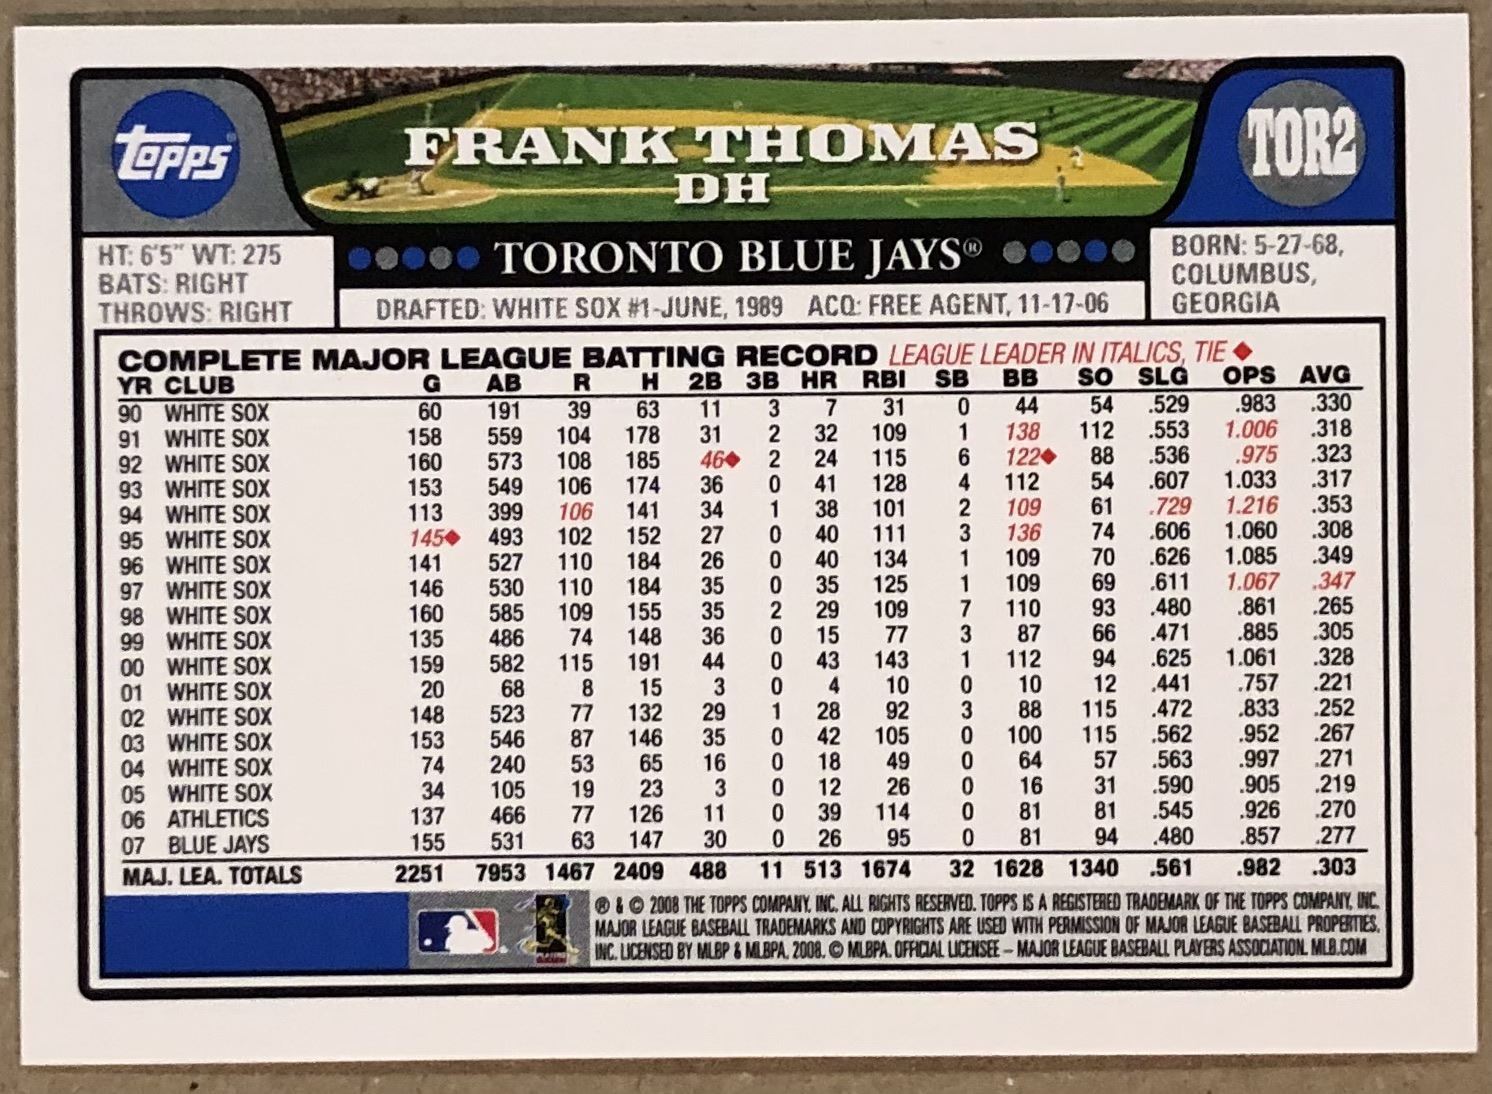 Topps
FRANK THOMAS
DH
TOR2
HT: 6'5" WT: 275
BATS: RIGHT
THROWS: RIGHT
TORONTO BLUE JAYS®
DRAFTED: WHITE SOX #1-JUNE, 1989 ACQ: FREE AGENT, 11-17-06
BORN: 5-27-68,
COLUMBUS,
GEORGIA
COMPLETE MAJOR LEAGUE BATTING RECORD LEAGUE LEADER IN ITALICS, TIE ◆
YR CLUB G AB R H 2B 3B HR RBI SB BB SO SLG OPS AVG
90 WHITE SOX 60 191 39 63 11 3 7 31 0 44 54 .529 .983 .330
91 WHITE SOX 158 559 104 178 31 2 32 109 1 138 112 .553 1.006 .318
92 WHITE SOX 160 573 108 185 46◆ 2 24 115 6 122◆ 88 .536 .975 .323
93 WHITE SOX 153 549 106 174 36 0 41 128 4 112 54 .607 1.033 .317
94 WHITE SOX 113 399 106 141 34 1 38 101 2 109 61 .729 1.216 .353
95 WHITE SOX 145◆ 493 102 152 27 0 40 111 3 136 74 .606 1.060 .308
96 WHITE SOX 141 527 110 184 26 0 40 134 1 109 70 .626 1.085 .349
97 WHITE SOX 146 530 110 184 35 0 35 125 1 109 69 .611 1.067 .347
98 WHITE SOX 160 585 109 155 35 2 29 109 7 110 93 .480 .861 .265
99 WHITE SOX 135 486 74 148 36 0 15 77 3 87 66 .471 .885 .305
00 WHITE SOX 159 582 115 191 44 0 43 143 1 112 94 .625 1.061 .328
01 WHITE SOX 20 68 8 15 3 0 4 10 0 10 12 .441 .757 .221
02 WHITE SOX 148 523 77 132 29 1 28 92 3 88 115 .472 .833 .252
03 WHITE SOX 153 546 87 146 35 0 42 105 0 100 115 .562 .952 .267
04 WHITE SOX 74 240 53 65 16 0 18 49 0 64 57 .563 .997 .271
05 WHITE SOX 34 105 19 23 3 0 12 26 0 16 31 .590 .905 .219
06 ATHLETICS 137 466 77 126 11 0 39 114 0 81 81 .545 .926 .270
07 BLUE JAYS 155 531 63 147 30 0 26 95 0 81 94 .480 .857 .277
MAJ. LEA. TOTALS 2251 7953 1467 2409 488 11 513 1674 32 1628 1340 .561 .982 .303
® & © 2008 THE TOPPS COMPANY, INC. ALL RIGHTS RESERVED. TOPPS IS A REGISTERED TRADEMARK OF THE TOPPS COMPANY, INC.
MAJOR LEAGUE BASEBALL TRADEMARKS AND COPYRIGHTS ARE USED WITH PERMISSION OF MAJOR LEAGUE BASEBALL PROPERTIES,
INC. LICENSED BY MLBP & MLBPA, 2008. © MLBPA. OFFICIAL LICENSEE – MAJOR LEAGUE BASEBALL PLAYERS ASSOCIATION. MLB.COM